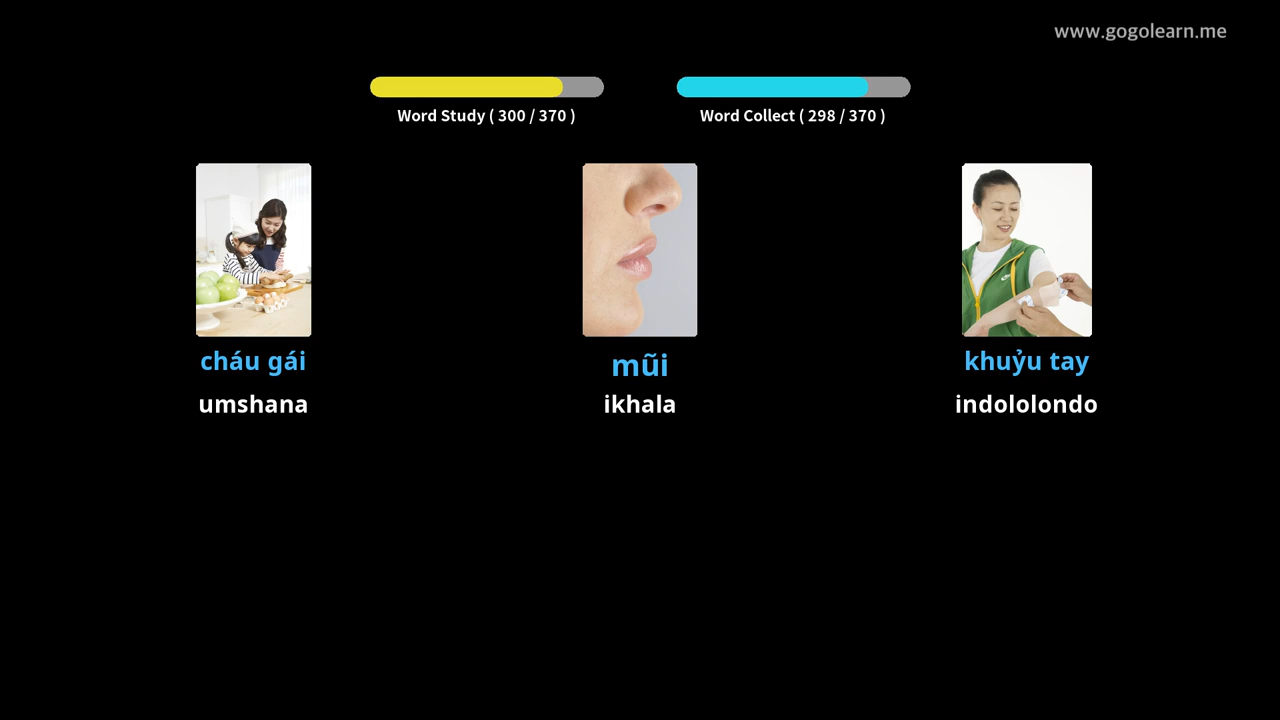 www.gogolearn.me
Word Study ( 300 / 370 )
Word Collect ( 298 / 370 )
cháu gái
mũi
khuỷu tay
umshana
ikhala
indololondo